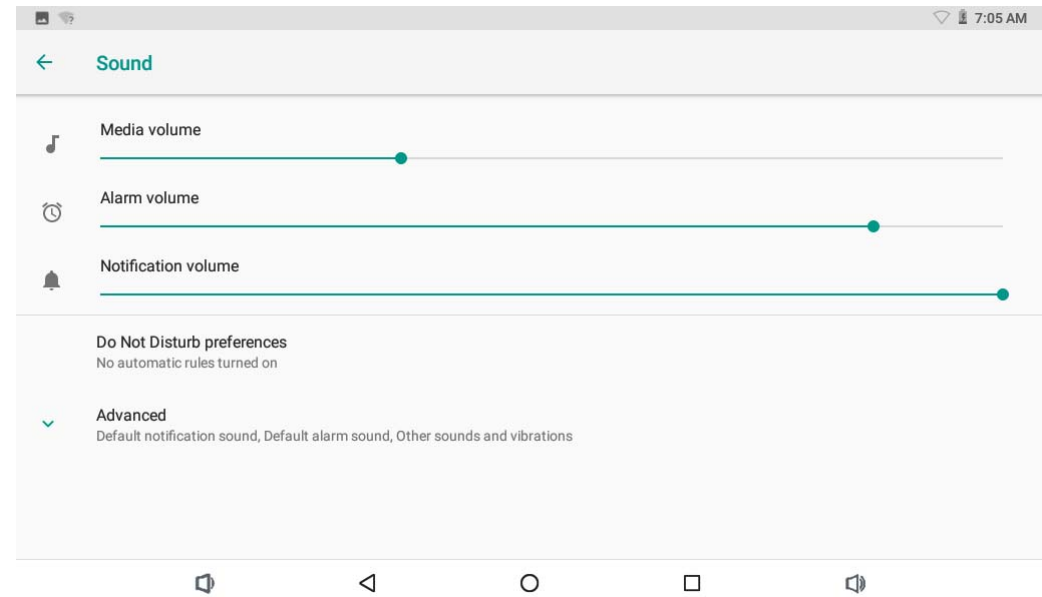 7:05 AM
Sound
Media volume
Alarm volume
Notification volume
Do Not Disturb preferences
No automatic rules turned on
Advanced
Default notification sound, Default alarm sound, Other sounds and vibrations